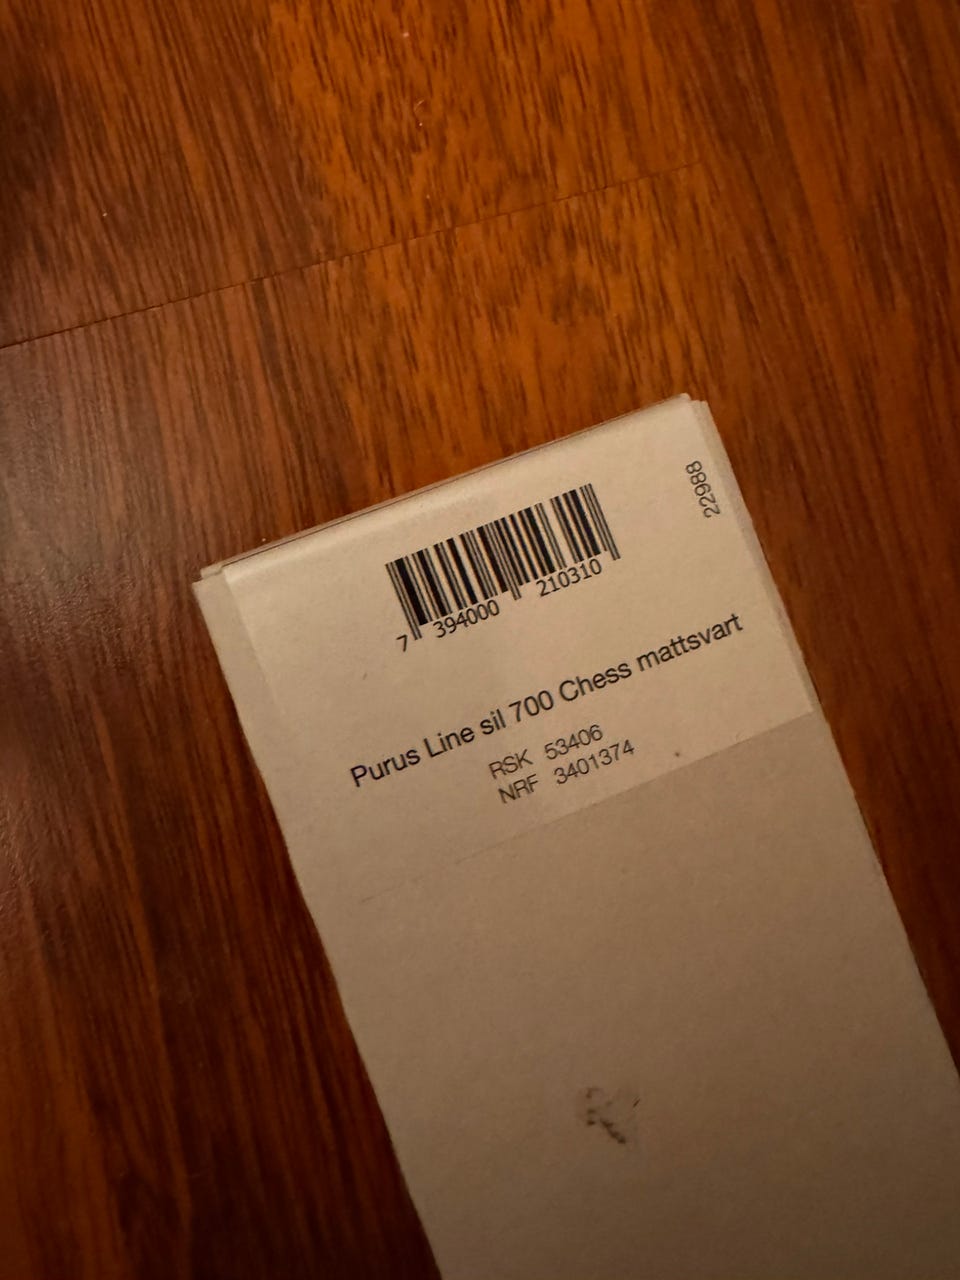 22988
7 394000 210310
Purus Line sil 700 Chess mattsvart
RSK 53406
NRF 3401374